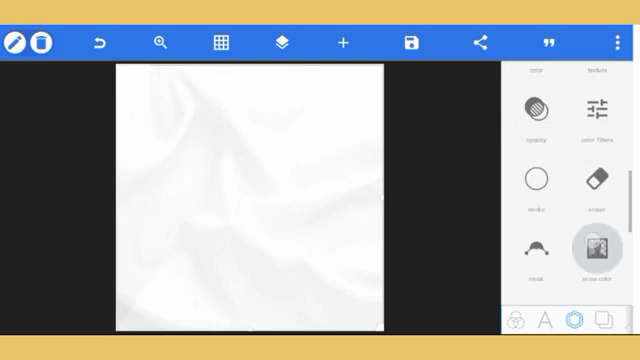 color texture
opacity color filters
stroke eraser
mask erase color